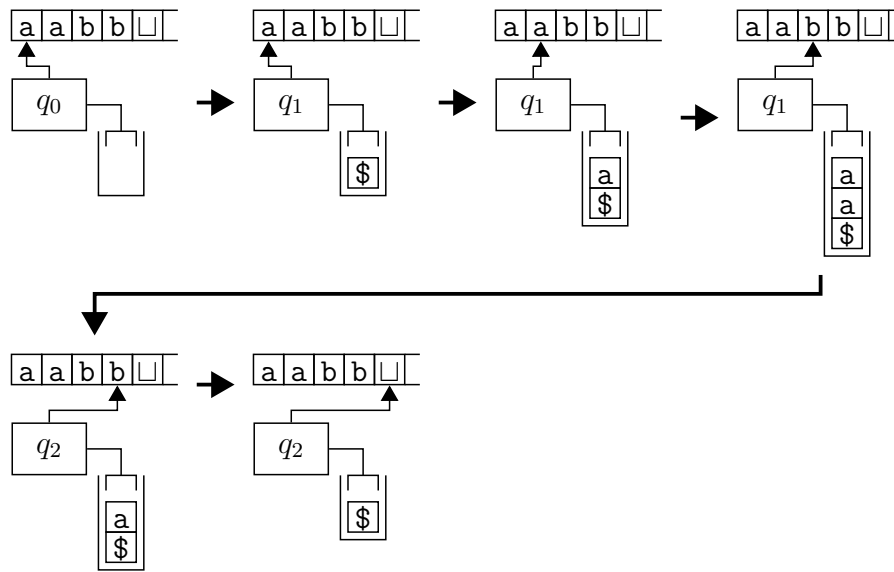 a a b b ⊔ a a b b ⊔ a a b b ⊔ a a b b ⊔
q₀ q₁ q₁ q₁
$ a a
$ a
$
a a b b ⊔ a a b b ⊔
q₂ q₂
a $
$